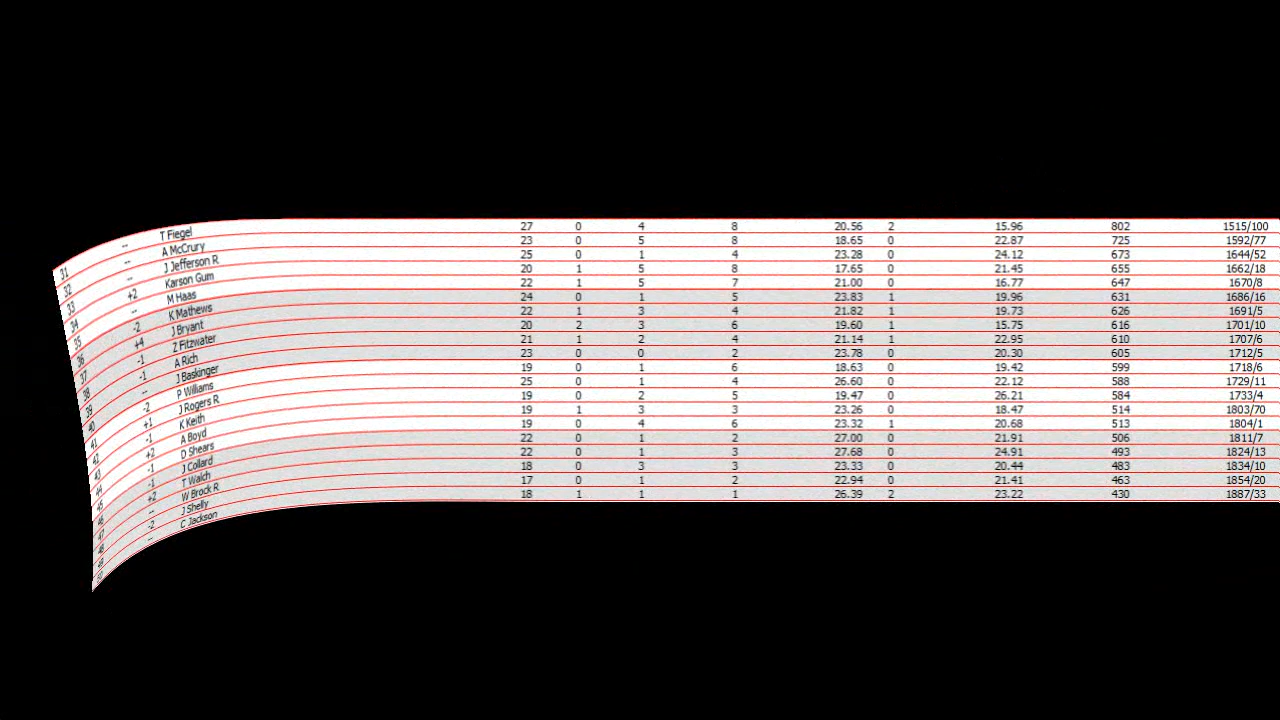 31 -- T Fiegel 27 0 4 8 20.56 2 15.96 802 1515/100
32 -- A McCrury 23 0 5 8 18.65 0 22.87 725 1592/77
33 -- J Jefferson R 25 0 1 4 23.28 0 24.12 673 1644/52
34 +2 Karson Gum 20 1 5 8 17.65 0 21.45 655 1662/18
35 -- M Haas 22 1 5 7 21.00 0 16.77 647 1670/8
36 -2 K Mathews 24 0 1 5 23.83 1 19.96 631 1686/16
37 +4 J Bryant 22 1 3 4 21.82 1 19.73 626 1691/5
38 -1 Z Fitzwater 20 2 3 6 19.60 1 15.75 616 1701/10
39 -1 A Rich 21 1 2 4 21.14 1 22.95 610 1707/6
40 -- J Baskinger 23 0 0 2 23.78 0 20.30 605 1712/5
41 -2 P Williams 19 0 1 6 18.63 0 19.42 599 1718/6
42 +1 J Rogers R 25 0 1 4 26.60 0 22.12 588 1729/11
43 -1 K Keith 19 0 2 5 19.47 0 26.21 584 1733/4
44 +2 A Boyd 19 1 3 3 23.26 0 18.47 514 1803/70
45 -1 D Shears 19 0 4 6 23.32 1 20.68 513 1804/1
46 -1 J Collard 22 0 1 2 27.00 0 21.91 506 1811/7
47 +2 T Walch 22 0 1 3 27.68 0 24.91 493 1824/13
48 -- W Brock R 18 0 3 3 23.33 0 20.44 483 1834/10
49 -2 J Shelly 17 0 1 2 22.94 0 21.41 463 1854/20
50 -- C Jackson 18 1 1 1 26.39 2 23.22 430 1887/33